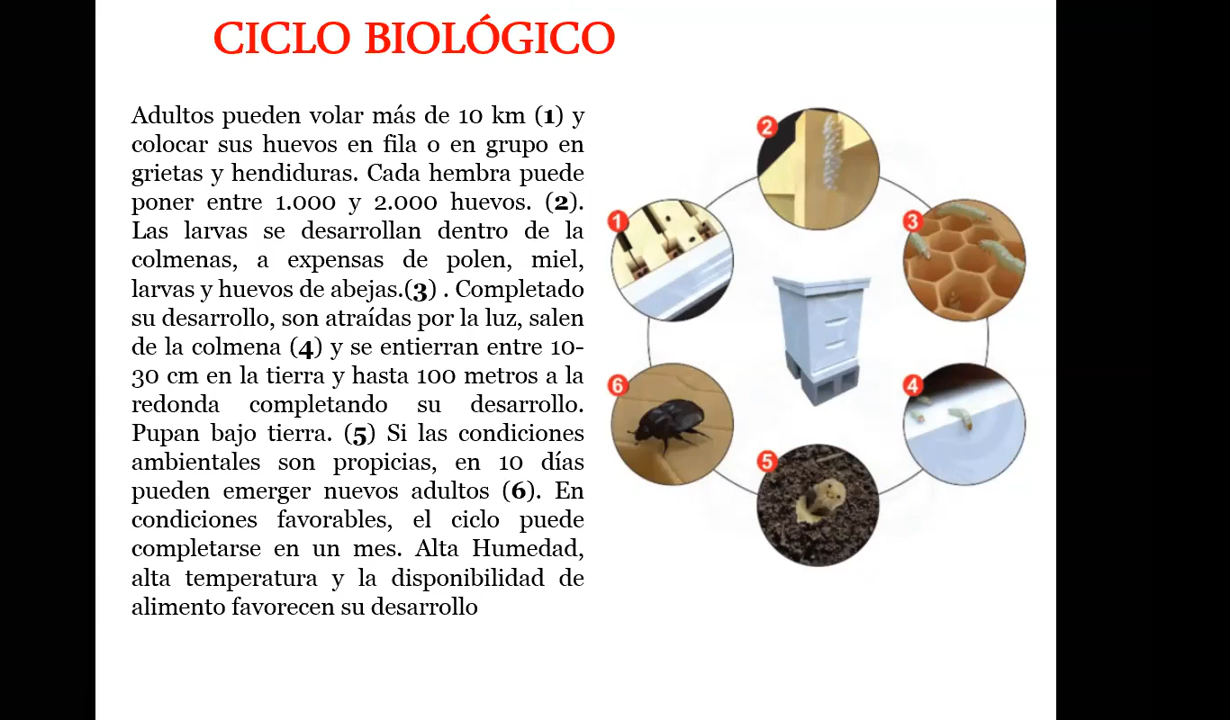 CICLO BIOLÓGICO
Adultos pueden volar más de 10 km (1) y
colocar sus huevos en fila o en grupo en
grietas y hendiduras. Cada hembra puede
poner entre 1.000 y 2.000 huevos. (2).
Las larvas se desarrollan dentro de la
colmenas, a expensas de polen, miel,
larvas y huevos de abejas.(3) . Completado
su desarrollo, son atraídas por la luz, salen
de la colmena (4) y se entierran entre 10-
30 cm en la tierra y hasta 100 metros a la
redonda completando su desarrollo.
Pupan bajo tierra. (5) Si las condiciones
ambientales son propicias, en 10 días
pueden emerger nuevos adultos (6). En
condiciones favorables, el ciclo puede
completarse en un mes. Alta Humedad,
alta temperatura y la disponibilidad de
alimento favorecen su desarrollo
1
2
3
4
5
6